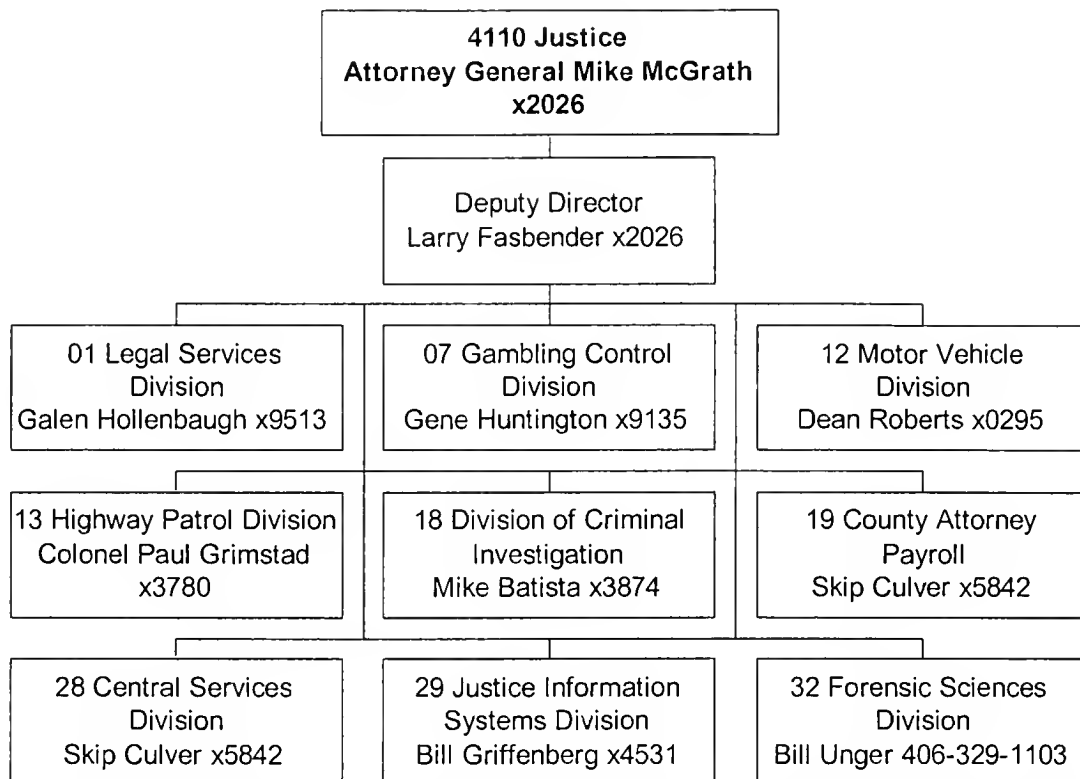 4110 Justice
Attorney General Mike McGrath
x2026
Deputy Director
Larry Fasbender x2026
01 Legal Services
Division
Galen Hollenbaugh x9513
07 Gambling Control
Division
Gene Huntington x9135
12 Motor Vehicle
Division
Dean Roberts x0295
13 Highway Patrol Division
Colonel Paul Grimstad
x3780
18 Division of Criminal
Investigation
Mike Batista x3874
19 County Attorney
Payroll
Skip Culver x5842
28 Central Services
Division
Skip Culver x5842
29 Justice Information
Systems Division
Bill Griffenberg x4531
32 Forensic Sciences
Division
Bill Unger 406-329-1103